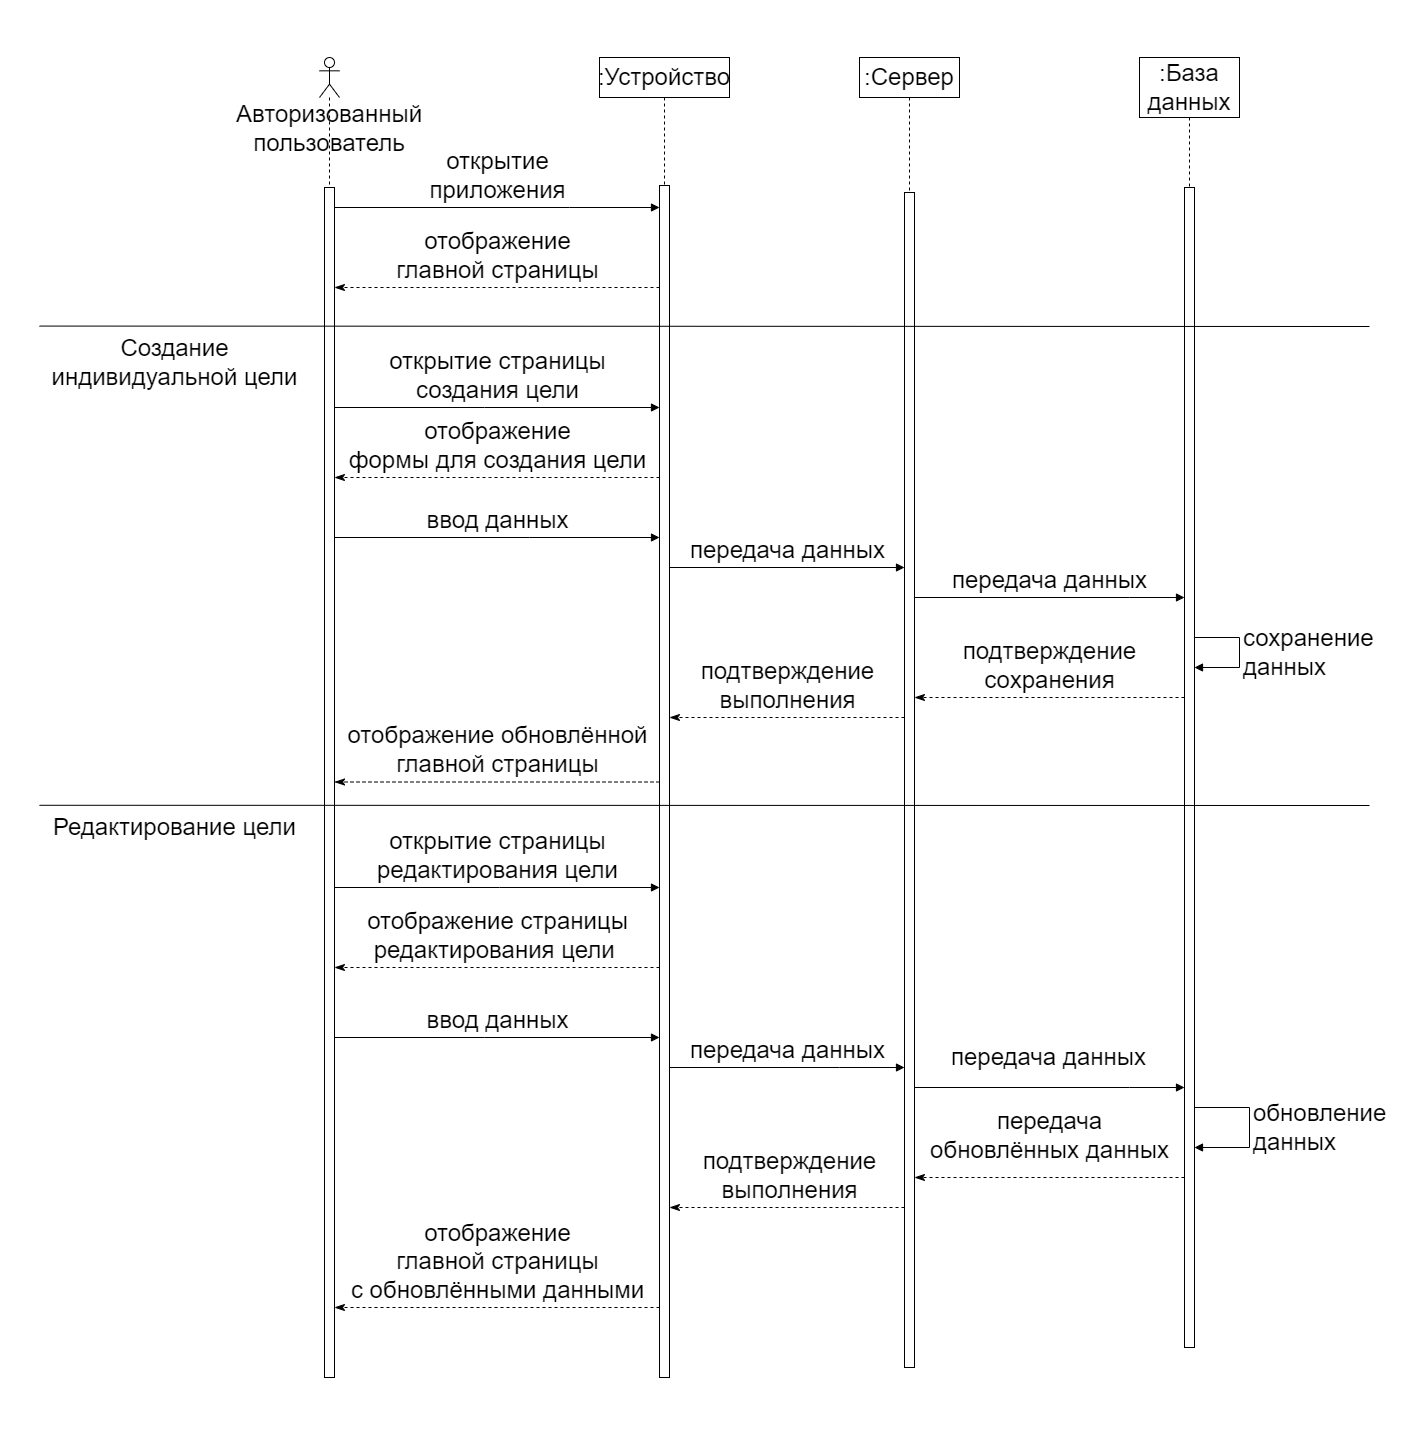 Авторизованный
пользователь
:Устройство
:Сервер
:База
данных
открытие
приложения
отображение
главной страницы
Создание
индивидуальной цели
открытие страницы
создания цели
отображение
формы для создания цели
ввод данных
передача данных
передача данных
сохранение
данных
подтверждение
сохранения
подтверждение
выполнения
отображение обновлённой
главной страницы
Редактирование цели
открытие страницы
редактирования цели
отображение страницы
редактирования цели
ввод данных
передача данных
передача данных
обновление
данных
передача
обновлённых данных
подтверждение
выполнения
отображение
главной страницы
с обновлёнными данными